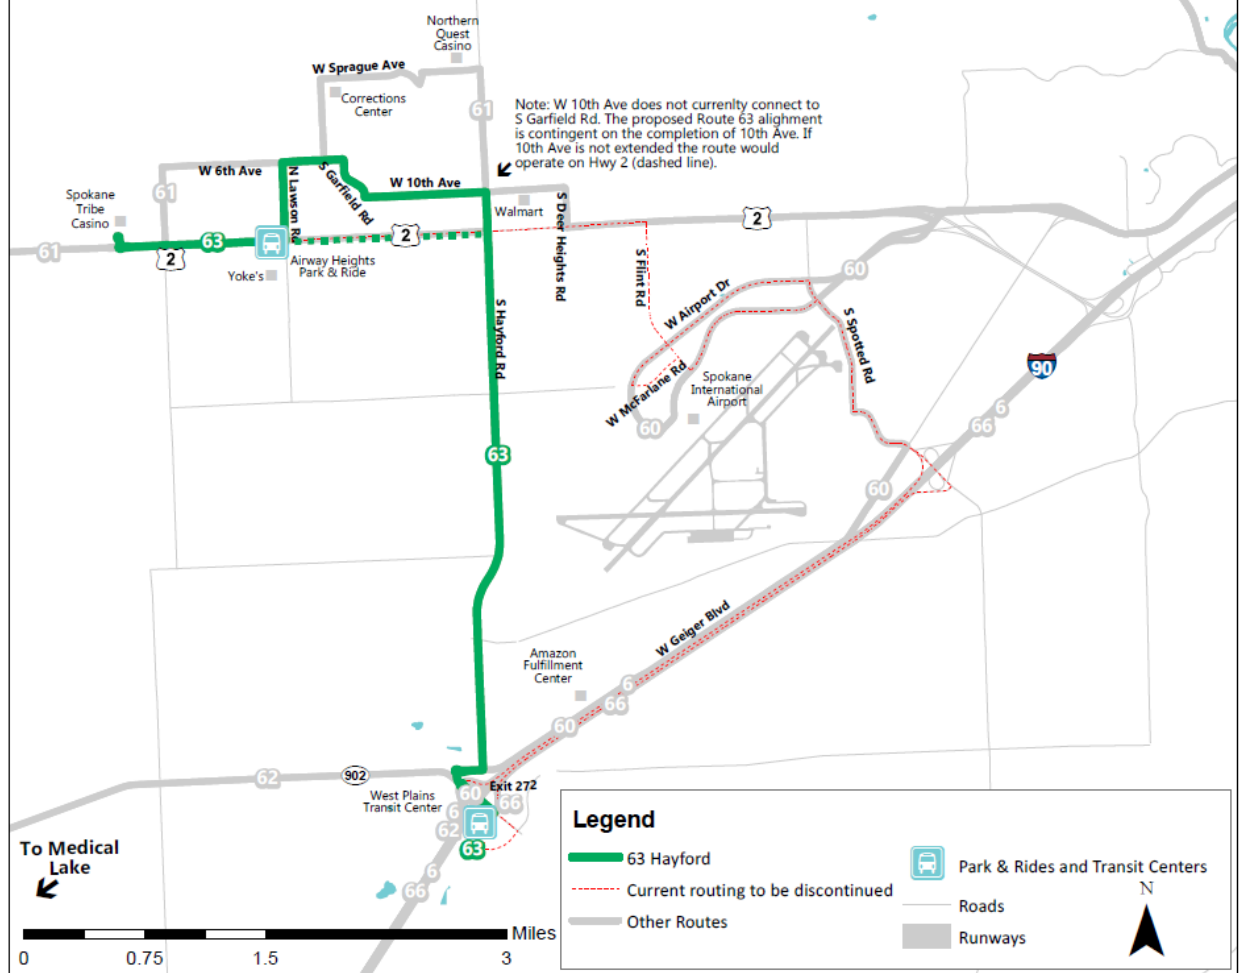 Northern
Quest
Casino
W Sprague Ave
Corrections
Center
61
Note: W 10th Ave does not currenlty connect to
S Garfield Rd. The proposed Route 63 alighment
is contingent on the completion of 10th Ave. If
10th Ave is not extended the route would
operate on Hwy 2 (dashed line).
W 6th Ave
N Lawson Rd
S Garfield Rd
W 10th Ave
61
Spokane
Tribe
Casino
Walmart
S Deer Heights Rd
2
63
2
61
2
Airway Heights
Park & Ride
Yoke's
S Flint Rd
60
W Airport Dr
S Hayford Rd
S Spotted Rd
90
W McFarlane Rd
Spokane
International
Airport
60
6
66
63
60
W Geiger Blvd
Amazon
Fulfillment
Center
6
66
60
62
902
Exit 272
West Plains
Transit Center
60
66
6
62
63
6
66
To Medical
Lake
Miles
0
0.75
1.5
3
Legend
63 Hayford
Current routing to be discontinued
Other Routes
Park & Rides and Transit Centers
Roads
Runways
N